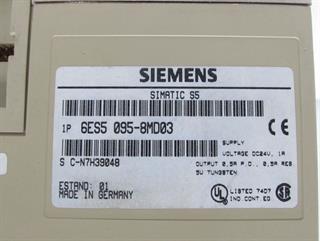 SIEMENS
SIMATIC S5
1P 6ES5 095-8MD03
S C-N7H39048
SUPPLY
VOLTAGE DC24V, 1A
OUTPUT 0,5A P.D., 0,5A RES
5W TUNGSTEN
ESTAND: 01
MADE IN GERMANY
LISTED 74D7
IND CONT EQ